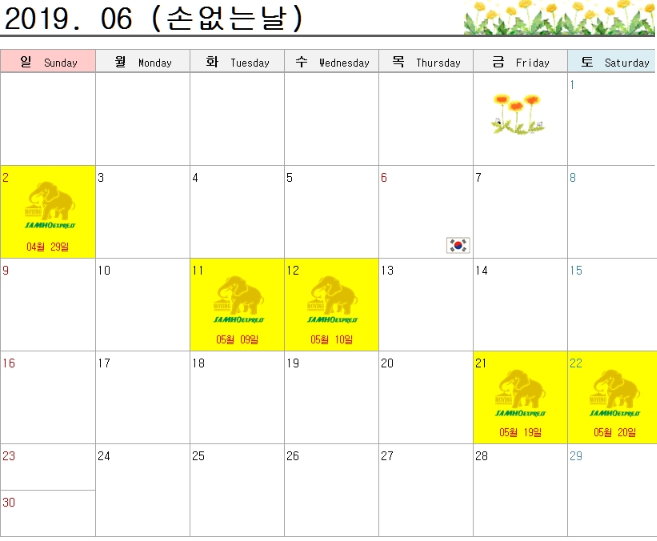 2019. 06 (손없는날)
일 Sunday 월 Monday 화 Tuesday 수 Wednesday 목 Thursday 금 Friday 토 Saturday
1
2 3 4 5 6 7 8
SAMHOEXPRESS
04월 29일
9 10 11 12 13 14 15
SAMHOEXPRESS SAMHOEXPRESS
05월 09일 05월 10일
16 17 18 19 20 21 22
SAMHOEXPRESS SAMHOEXPRESS
05월 19일 05월 20일
23 24 25 26 27 28 29
30